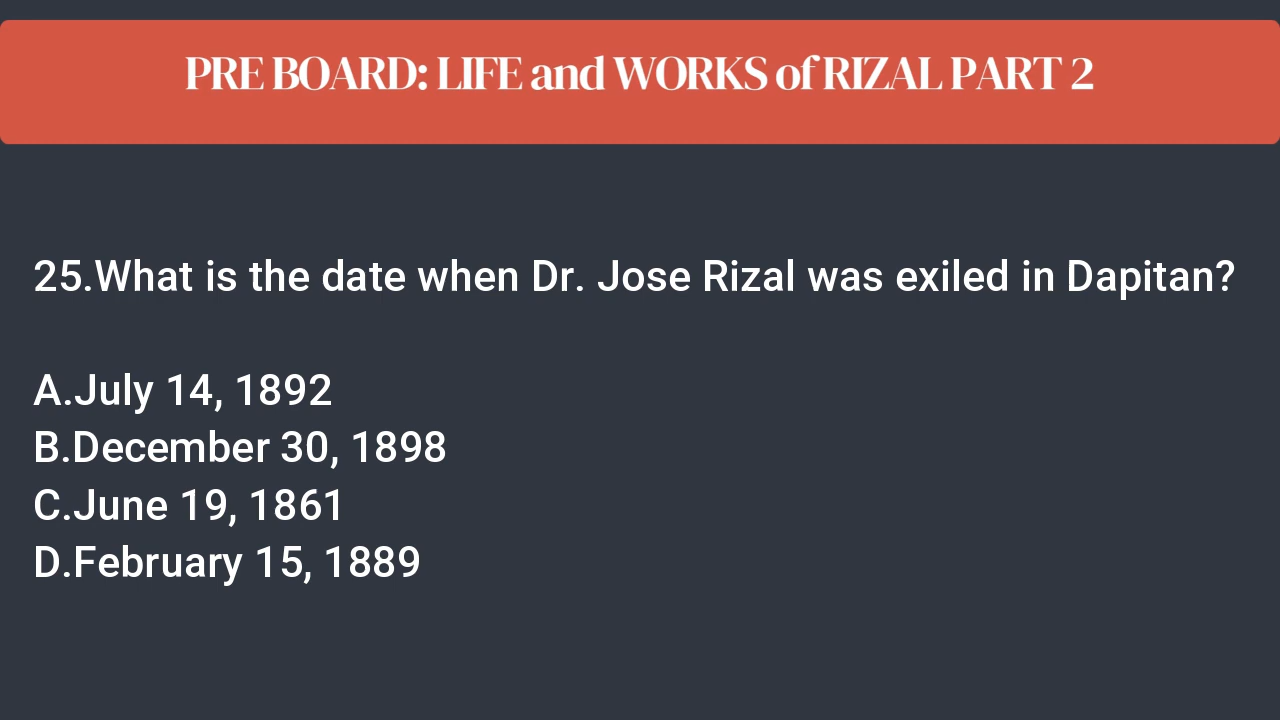 PRE BOARD: LIFE and WORKS of RIZAL PART 2
25.What is the date when Dr. Jose Rizal was exiled in Dapitan?
A.July 14, 1892
B.December 30, 1898
C.June 19, 1861
D.February 15, 1889